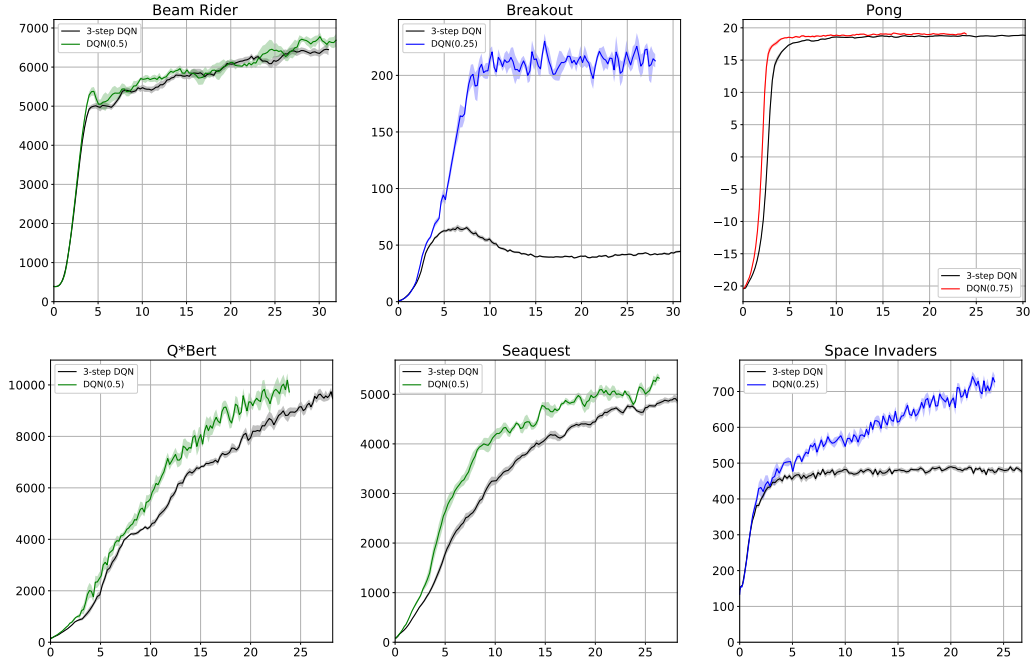 Beam Rider
3-step DQN
DQN(0.5)
7000
6000
5000
4000
3000
2000
1000
0
0 5 10 15 20 25 30
Breakout
3-step DQN
DQN(0.25)
200
150
100
50
0
0 5 10 15 20 25 30
Pong
20
15
10
5
0
−5
−10
−15
−20
3-step DQN
DQN(0.75)
0 5 10 15 20 25 30
Q*Bert
3-step DQN
DQN(0.5)
10000
8000
6000
4000
2000
0
0 5 10 15 20 25
Seaquest
3-step DQN
DQN(0.5)
5000
4000
3000
2000
1000
0
0 5 10 15 20 25
Space Invaders
3-step DQN
DQN(0.25)
700
600
500
400
300
200
100
0
0 5 10 15 20 25